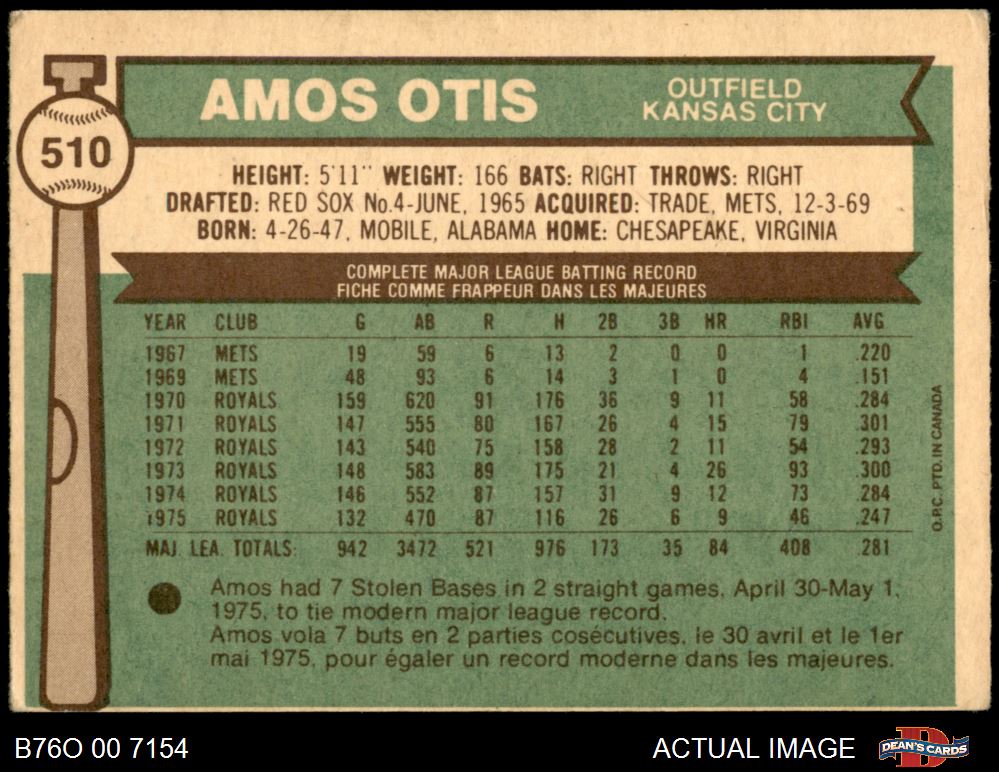 AMOS OTIS
OUTFIELD
KANSAS CITY
510
HEIGHT: 5'11" WEIGHT: 166 BATS: RIGHT THROWS: RIGHT
DRAFTED: RED SOX No.4-JUNE, 1965 ACQUIRED: TRADE, METS, 12-3-69
BORN: 4-26-47, MOBILE, ALABAMA HOME: CHESAPEAKE, VIRGINIA
COMPLETE MAJOR LEAGUE BATTING RECORD
FICHE COMME FRAPPEUR DANS LES MAJEURES
YEAR CLUB G AB R H 2B 3B HR RBI AVG
1967 METS 19 59 6 13 2 0 0 1 .220
1969 METS 48 93 6 14 3 1 0 4 .151
1970 ROYALS 159 620 91 176 36 9 11 58 .284
1971 ROYALS 147 555 80 167 26 4 15 79 .301
1972 ROYALS 143 540 75 158 28 2 11 54 .293
1973 ROYALS 148 583 89 175 21 4 26 93 .300
1974 ROYALS 146 552 87 157 31 9 12 73 .284
1975 ROYALS 132 470 87 116 26 6 9 46 .247
MAJ. LEA. TOTALS: 942 3472 521 976 173 35 84 408 .281
Amos had 7 Stolen Bases in 2 straight games, April 30-May 1,
1975, to tie modern major league record.
Amos vola 7 buts en 2 parties cosécutives, le 30 avril et le 1er
mai 1975, pour égaler un record moderne dans les majeures.
O.P.C. PTD. IN CANADA
B76O 00 7154
ACTUAL IMAGE
DEAN'S CARDS